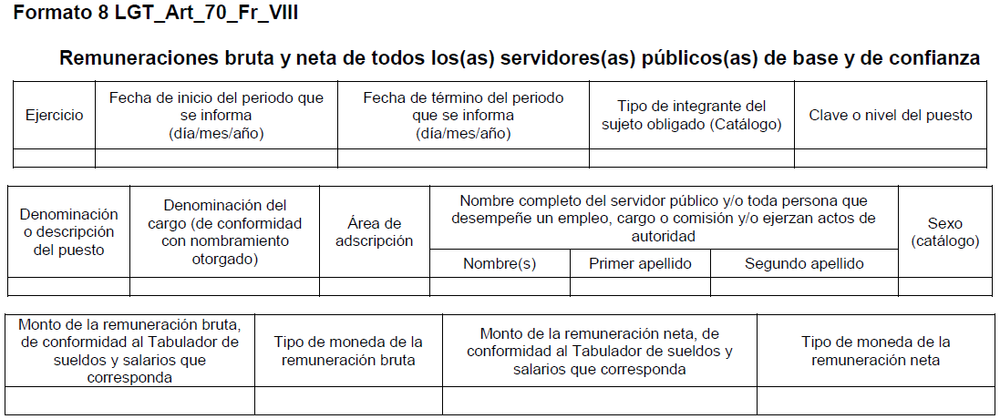 Formato 8 LGT_Art_70_Fr_VIII
Remuneraciones bruta y neta de todos los(as) servidores(as) públicos(as) de base y de confianza
Ejercicio
Fecha de inicio del periodo que
se informa
(día/mes/año)
Fecha de término del periodo
que se informa
(día/mes/año)
Tipo de integrante del
sujeto obligado (Catálogo)
Clave o nivel del puesto
Denominación
o descripción
del puesto
Denominación del
cargo (de conformidad
con nombramiento
otorgado)
Área de
adscripción
Nombre completo del servidor público y/o toda persona que
desempeñe un empleo, cargo o comisión y/o ejerzan actos de
autoridad
Nombre(s)
Primer apellido
Segundo apellido
Sexo
(catálogo)
Monto de la remuneración bruta,
de conformidad al Tabulador de
sueldos y salarios que
corresponda
Tipo de moneda de la
remuneración bruta
Monto de la remuneración neta, de
conformidad al Tabulador de sueldos y
salarios que corresponda
Tipo de moneda de la
remuneración neta